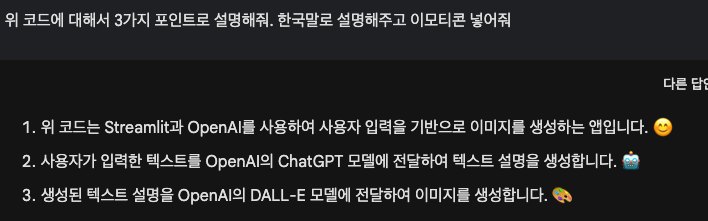 위 코드에 대해서 3가지 포인트로 설명해줘. 한국말로 설명해주고 이모티콘 넣어줘
다른 답안
1. 위 코드는 Streamlit과 OpenAI를 사용하여 사용자 입력을 기반으로 이미지를 생성하는 앱입니다. 😊
2. 사용자가 입력한 텍스트를 OpenAI의 ChatGPT 모델에 전달하여 텍스트 설명을 생성합니다. 🤖
3. 생성된 텍스트 설명을 OpenAI의 DALL-E 모델에 전달하여 이미지를 생성합니다. 🎨